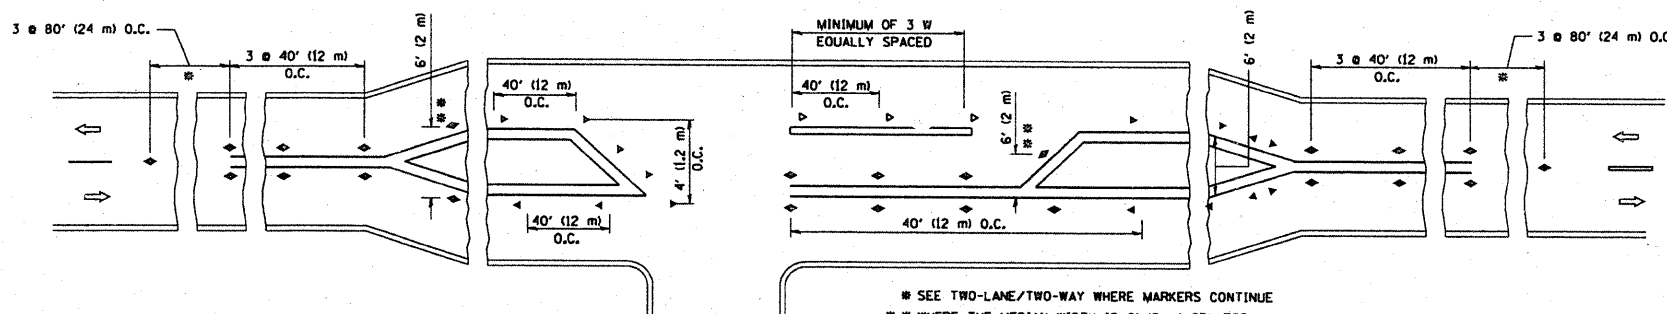 3 @ 80' (24 m) O.C.
3 @ 40' (12 m)
O.C.
*
6' (2 m)
**
40' (12 m)
O.C.
4' (1.2 m)
O.C.
40' (12 m)
O.C.
MINIMUM OF 3 W
EQUALLY SPACED
40' (12 m)
O.C.
6' (2 m)
**
40' (12 m) O.C.
6' (2 m)
3 @ 40' (12 m)
O.C.
*
3 @ 80' (24 m)
* SEE TWO-LANE/TWO-WAY WHERE MARKERS CONTINUE